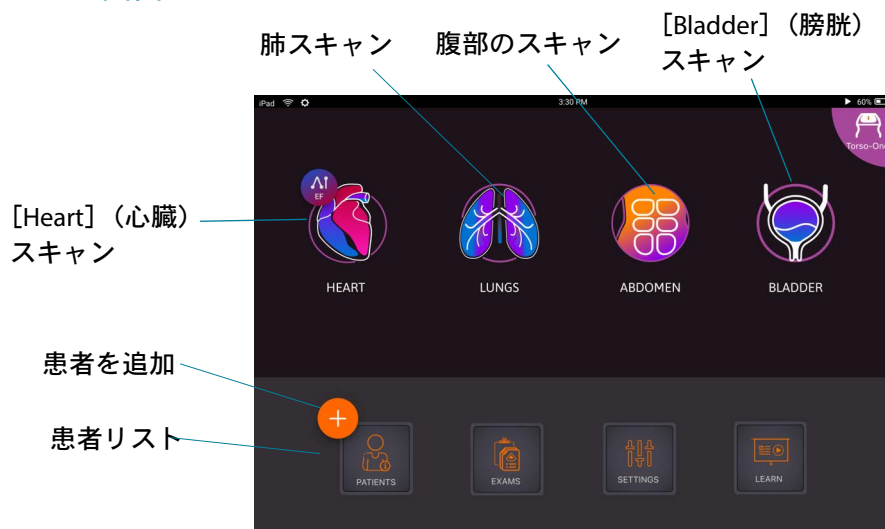 [Bladder]（膀胱）
スキャン
肺スキャン
腹部のスキャン
iPad
3:30 PM
60%
Torso-One
EF
[Heart]（心臓）
スキャン
HEART
LUNGS
ABDOMEN
BLADDER
患者を追加
患者リスト
PATIENTS
EXAMS
SETTINGS
LEARN